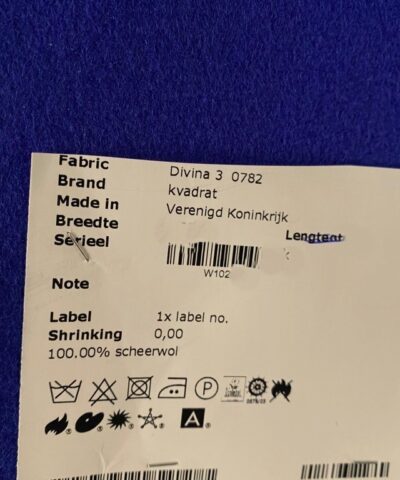 Fabric Divina 3 0782
Brand kvadrat
Made in Verenigd Koninkrijk
Breedte
Serieel
W102
Note
Label 1x label no.
Shrinking 0,00
100.00% scheerwol
P
A